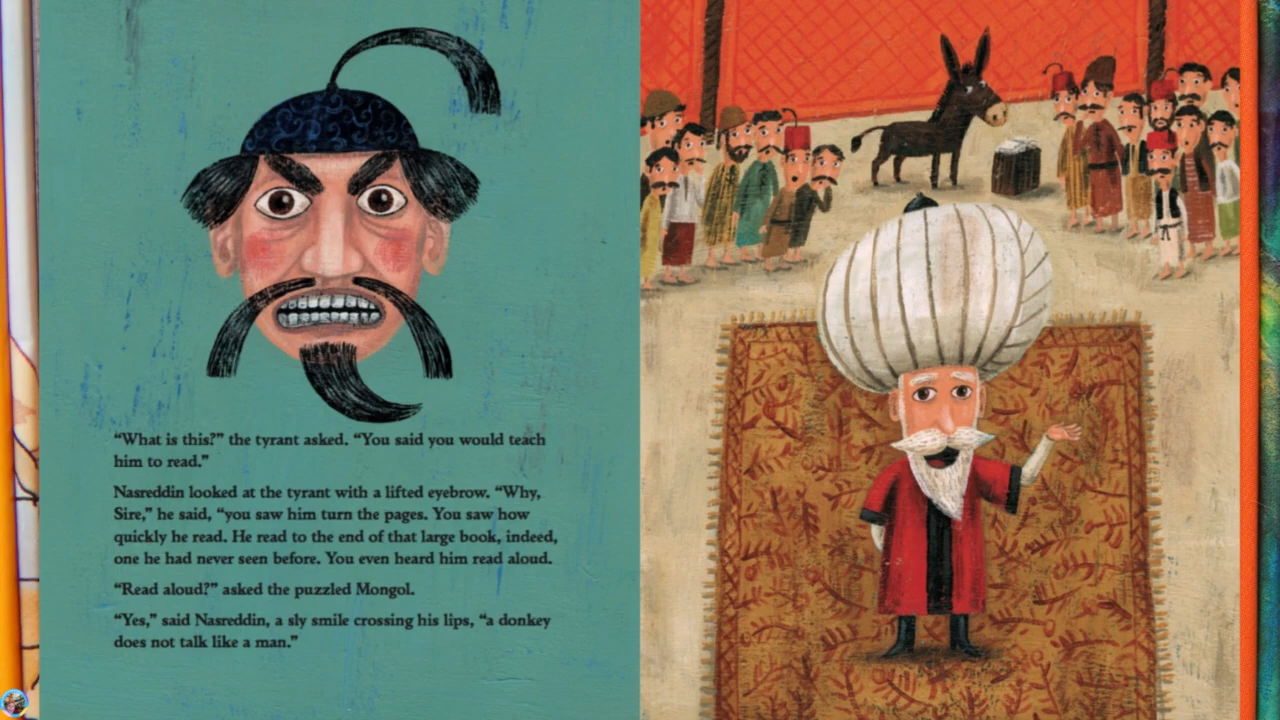 “What is this?” the tyrant asked. “You said you would teach
him to read.”
Nasreddin looked at the tyrant with a lifted eyebrow. “Why,
Sire,” he said, “you saw him turn the pages. You saw how
quickly he read. He read to the end of that large book, indeed,
one he had never seen before. You even heard him read aloud.
“Read aloud?” asked the puzzled Mongol.
“Yes,” said Nasreddin, a sly smile crossing his lips, “a donkey
does not talk like a man.”